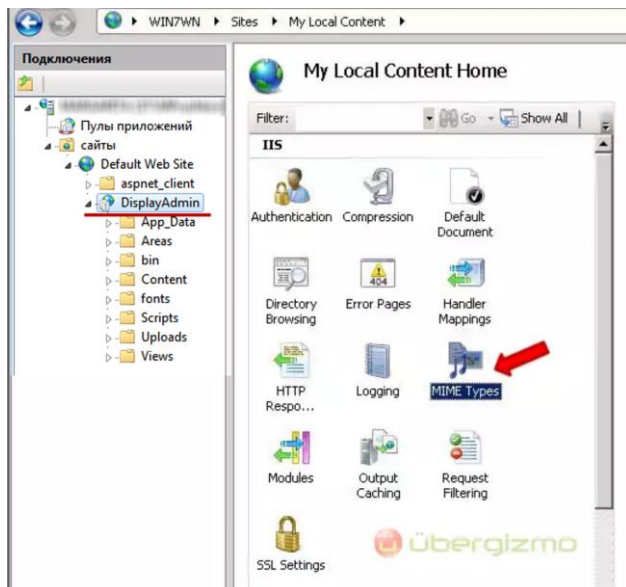 WIN7WN ▸ Sites ▸ My Local Content ▸
Подключения
Пулы приложений
сайты
Default Web Site
aspnet_client
DisplayAdmin
App_Data
Areas
bin
Content
fonts
Scripts
Uploads
Views
My Local Content Home
Filter: Go Show All
IIS
Authentication Compression Default
Document
404
Directory Error Pages Handler
Browsing Mappings
HTTP Logging MIME Types
Respo...
Modules Output Request
Caching Filtering
SSL Settings
übergizmo